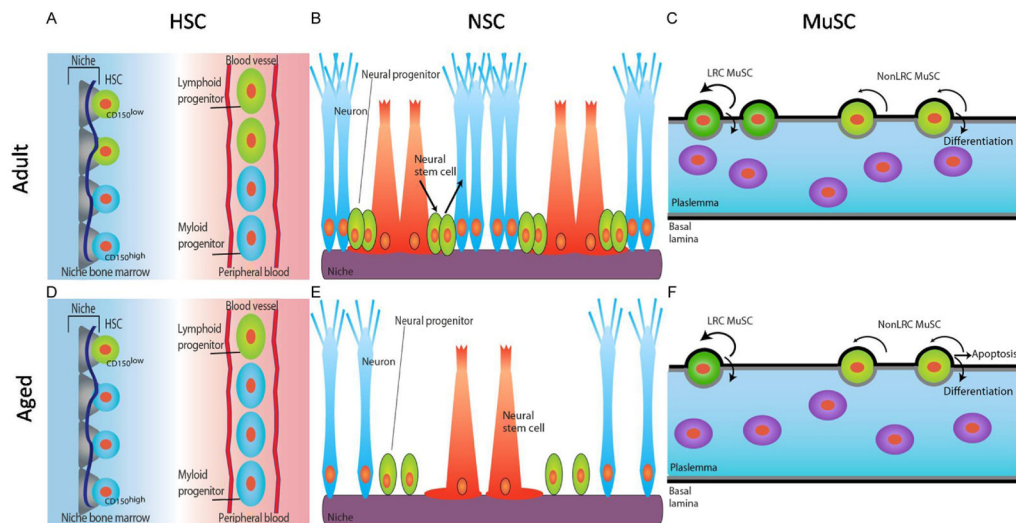 HSC
NSC
MuSC
Adult
Aged
A
Niche
HSC
CD150low
CD150high
Niche bone marrow
Blood vessel
Lymphoid
progenitor
Myloid
progenitor
Peripheral blood
B
Neural progenitor
Neuron
Neural
stem cell
Niche
C
LRC MuSC
NonLRC MuSC
Differentiation
Plaslemma
Basal
lamina
D
Niche
HSC
CD150low
CD150high
Niche bone marrow
Blood vessel
Lymphoid
progenitor
Myloid
progenitor
Peripheral blood
E
Neural progenitor
Neuron
Neural
stem cell
Niche
F
LRC MuSC
NonLRC MuSC
Apoptosis
Differentiation
Plaslemma
Basal
lamina